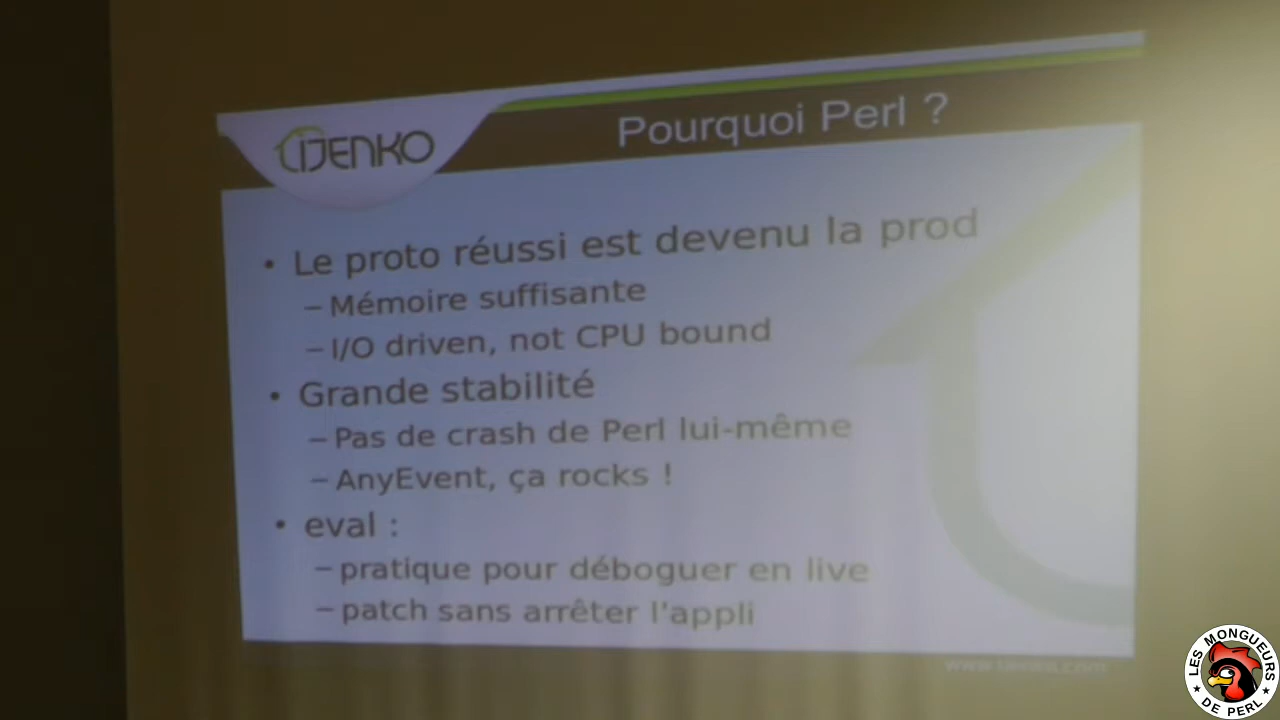 Pourquoi Perl ?
IJENKO
• Le proto réussi est devenu la prod
– Mémoire suffisante
– I/O driven, not CPU bound
• Grande stabilité
– Pas de crash de Perl lui-même
– AnyEvent, ça rocks !
• eval :
– pratique pour déboguer en live
– patch sans arrêter l'appli
LES MONGUEURS
★ DE PERL ★